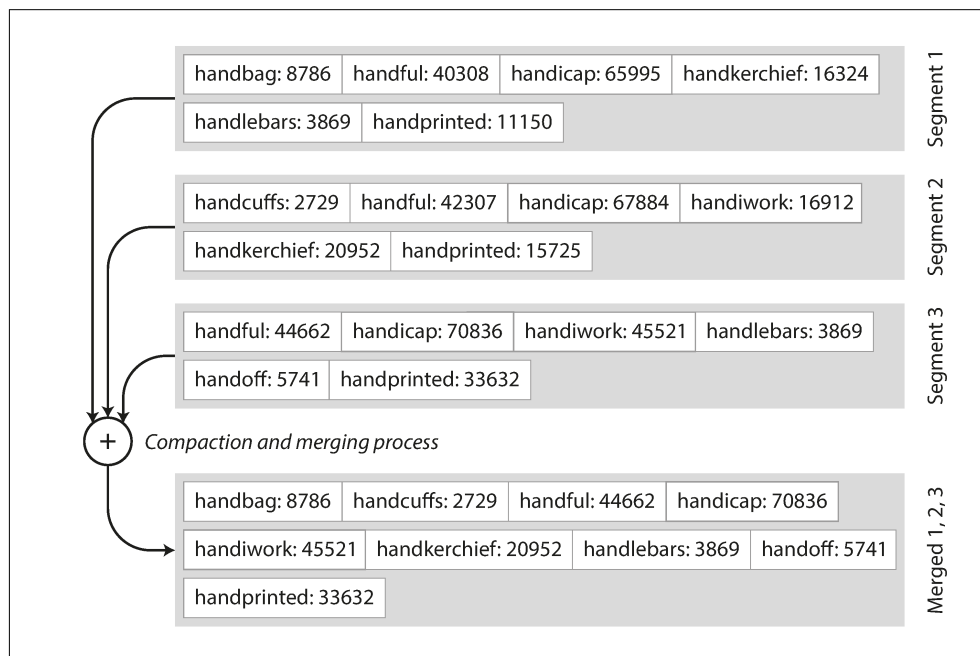 handbag: 8786 handful: 40308 handicap: 65995 handkerchief: 16324
handlebars: 3869 handprinted: 11150
Segment 1
handcuffs: 2729 handful: 42307 handicap: 67884 handiwork: 16912
handkerchief: 20952 handprinted: 15725
Segment 2
handful: 44662 handicap: 70836 handiwork: 45521 handlebars: 3869
handoff: 5741 handprinted: 33632
Segment 3
+ Compaction and merging process
handbag: 8786 handcuffs: 2729 handful: 44662 handicap: 70836
handiwork: 45521 handkerchief: 20952 handlebars: 3869 handoff: 5741
handprinted: 33632
Merged 1, 2, 3